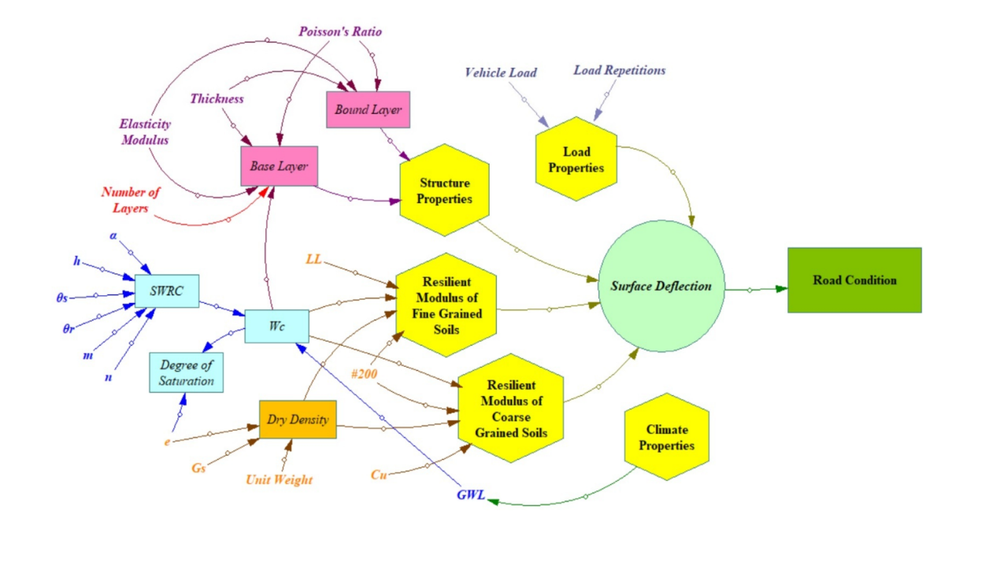 Poisson's Ratio
Vehicle Load
Load Repetitions
Thickness
Bound Layer
Elasticity
Modulus
Load
Properties
Base Layer
Structure
Properties
Number of
Layers
α
h
LL
θs
SWRC
Resilient
Modulus of
Fine Grained
Soils
Surface Deflection
Road Condition
θr
Wc
m
n
Degree of
Saturation
#200
Resilient
Modulus of
Coarse
Grained Soils
Dry Density
Climate
Properties
e
Gs
Unit Weight
Cu
GWL